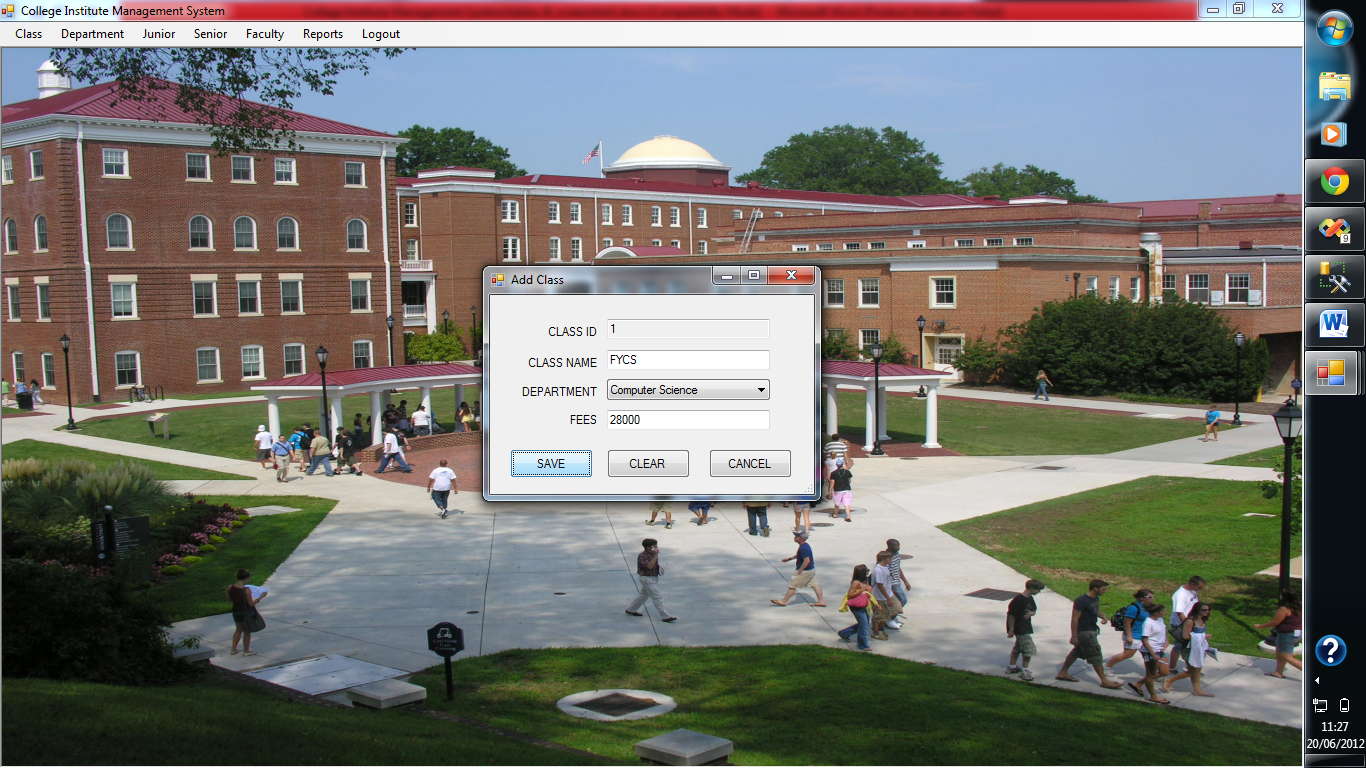 College Institute Management System
Class Department Junior Senior Faculty Reports Logout
Add Class
CLASS ID 1
CLASS NAME FYCS
DEPARTMENT Computer Science
FEES 28000
SAVE CLEAR CANCEL
9
W
?
11:27
20/06/2012